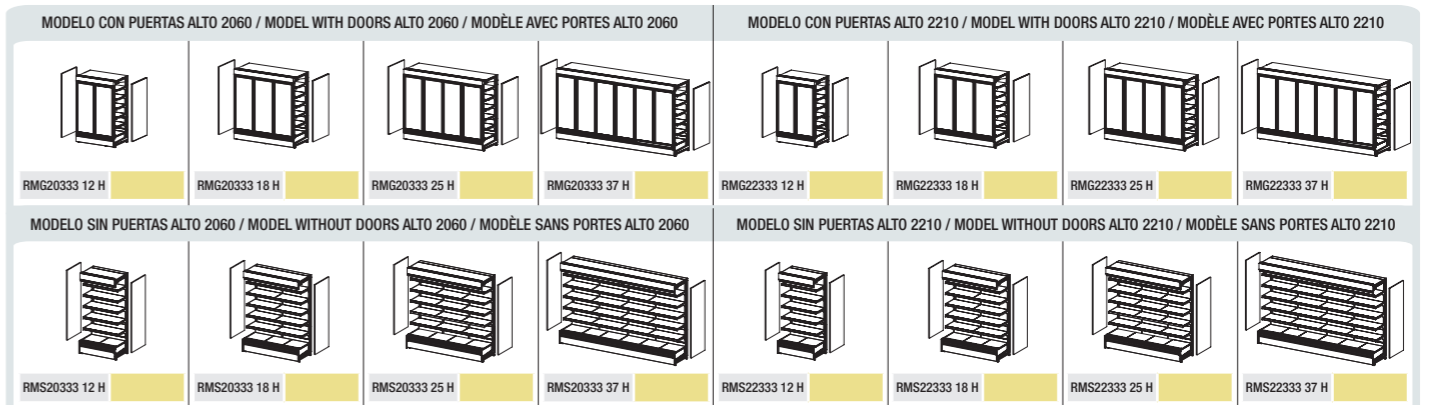 MODELO CON PUERTAS ALTO 2060 / MODEL WITH DOORS ALTO 2060 / MODÈLE AVEC PORTES ALTO 2060
MODELO CON PUERTAS ALTO 2210 / MODEL WITH DOORS ALTO 2210 / MODÈLE AVEC PORTES ALTO 2210
RMG20333 12 H
RMG20333 18 H
RMG20333 25 H
RMG20333 37 H
RMG22333 12 H
RMG22333 18 H
RMG22333 25 H
RMG22333 37 H
MODELO SIN PUERTAS ALTO 2060 / MODEL WITHOUT DOORS ALTO 2060 / MODÈLE SANS PORTES ALTO 2060
MODELO SIN PUERTAS ALTO 2210 / MODEL WITHOUT DOORS ALTO 2210 / MODÈLE SANS PORTES ALTO 2210
RMS20333 12 H
RMS20333 18 H
RMS20333 25 H
RMS20333 37 H
RMS22333 12 H
RMS22333 18 H
RMS22333 25 H
RMS22333 37 H